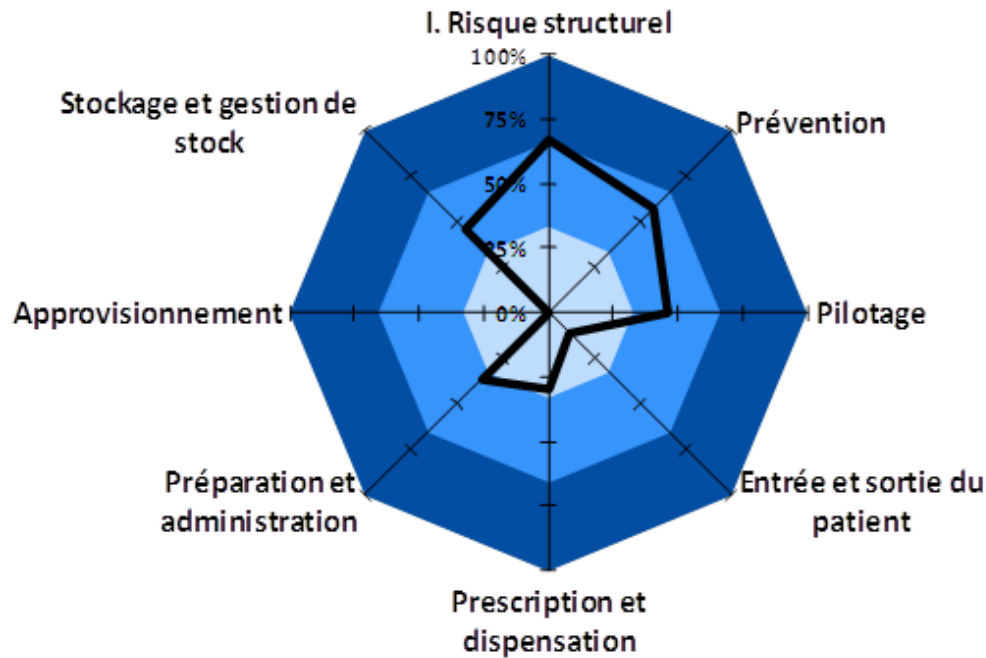 I. Risque structurel
100%
Stockage et gestion de
stock
75%
Prévention
50%
25%
Approvisionnement
0%
Pilotage
Préparation et
administration
Entrée et sortie du
patient
Prescription et
dispensation